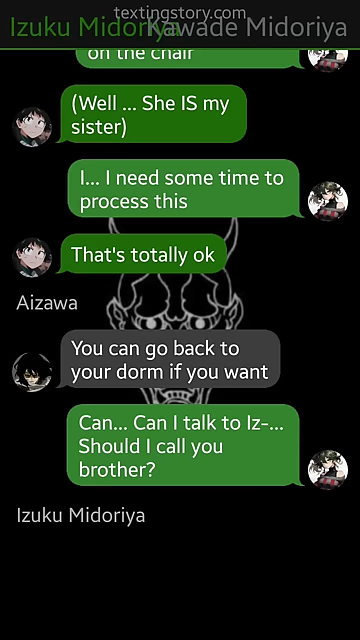 textingstory.com
Izuku Midoriya
Kawade Midoriya
on the chair
(Well ... She IS my
sister)
I... I need some time to
process this
That's totally ok
Aizawa
You can go back to
your dorm if you want
Can... Can I talk to Iz-...
Should I call you
brother?
Izuku Midoriya